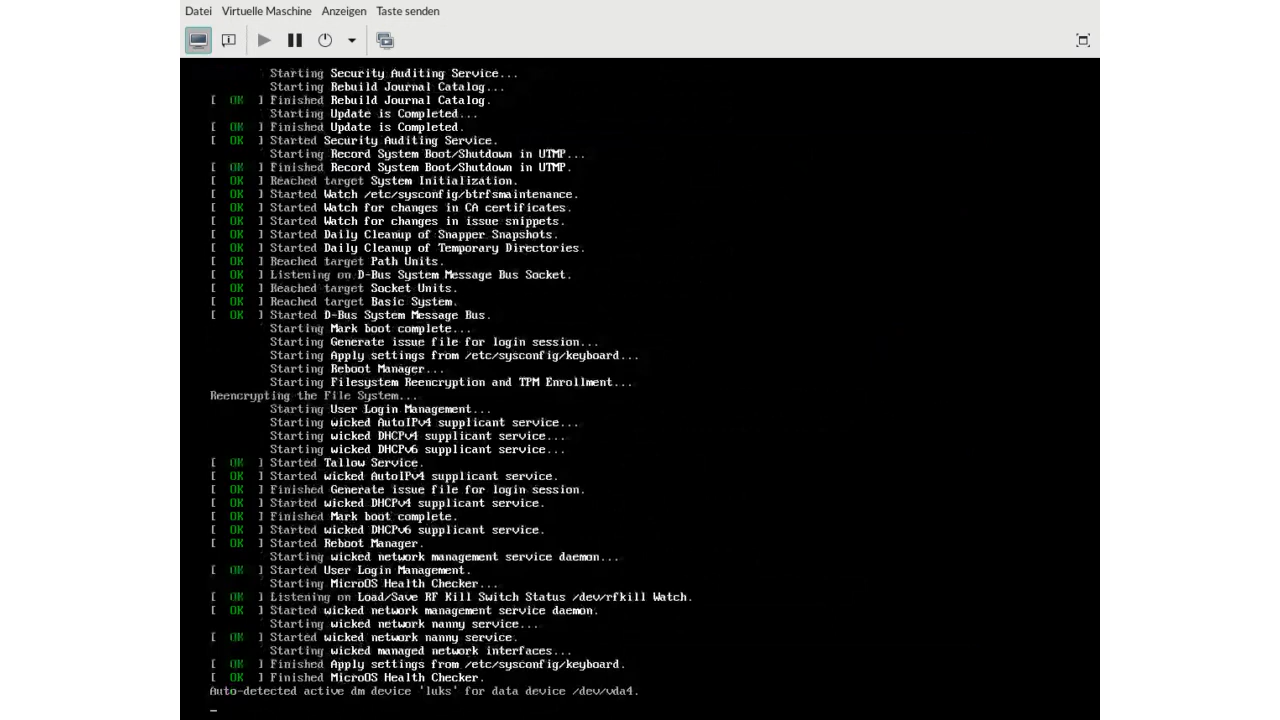 Datei Virtuelle Maschine Anzeigen Taste senden
Starting Security Auditing Service...
Starting Rebuild Journal Catalog...
[ OK ] Finished Rebuild Journal Catalog.
Starting Update is Completed...
[ OK ] Finished Update is Completed.
[ OK ] Started Security Auditing Service.
Starting Record System Boot/Shutdown in UTMP...
[ OK ] Finished Record System Boot/Shutdown in UTMP.
[ OK ] Reached target System Initialization.
[ OK ] Started Watch /etc/sysconfig/btrfsmaintenance.
[ OK ] Started Watch for changes in CA certificates.
[ OK ] Started Watch for changes in issue snippets.
[ OK ] Started Daily Cleanup of Snapper Snapshots.
[ OK ] Started Daily Cleanup of Temporary Directories.
[ OK ] Reached target Path Units.
[ OK ] Listening on D-Bus System Message Bus Socket.
[ OK ] Reached target Socket Units.
[ OK ] Reached target Basic System.
[ OK ] Started D-Bus System Message Bus.
Starting Mark boot complete...
Starting Generate issue file for login session...
Starting Apply settings from /etc/sysconfig/keyboard...
Starting Reboot Manager...
Starting Filesystem Reencryption and TPM Enrollment...
Reencrypting the File System...
Starting User Login Management...
Starting wicked AutoIPv4 supplicant service...
Starting wicked DHCPv4 supplicant service...
Starting wicked DHCPv6 supplicant service...
[ OK ] Started Tallow Service.
[ OK ] Started wicked AutoIPv4 supplicant service.
[ OK ] Finished Generate issue file for login session.
[ OK ] Started wicked DHCPv4 supplicant service.
[ OK ] Finished Mark boot complete.
[ OK ] Started wicked DHCPv6 supplicant service.
[ OK ] Started Reboot Manager.
Starting wicked network management service daemon...
[ OK ] Started User Login Management.
Starting MicroOS Health Checker...
[ OK ] Listening on Load/Save RF Kill Switch Status /dev/rfkill Watch.
[ OK ] Started wicked network management service daemon.
Starting wicked network nanny service...
[ OK ] Started wicked network nanny service.
Starting wicked managed network interfaces...
[ OK ] Finished Apply settings from /etc/sysconfig/keyboard.
[ OK ] Finished MicroOS Health Checker.
Auto-detected active dm device 'luks' for data device /dev/vda4.
_